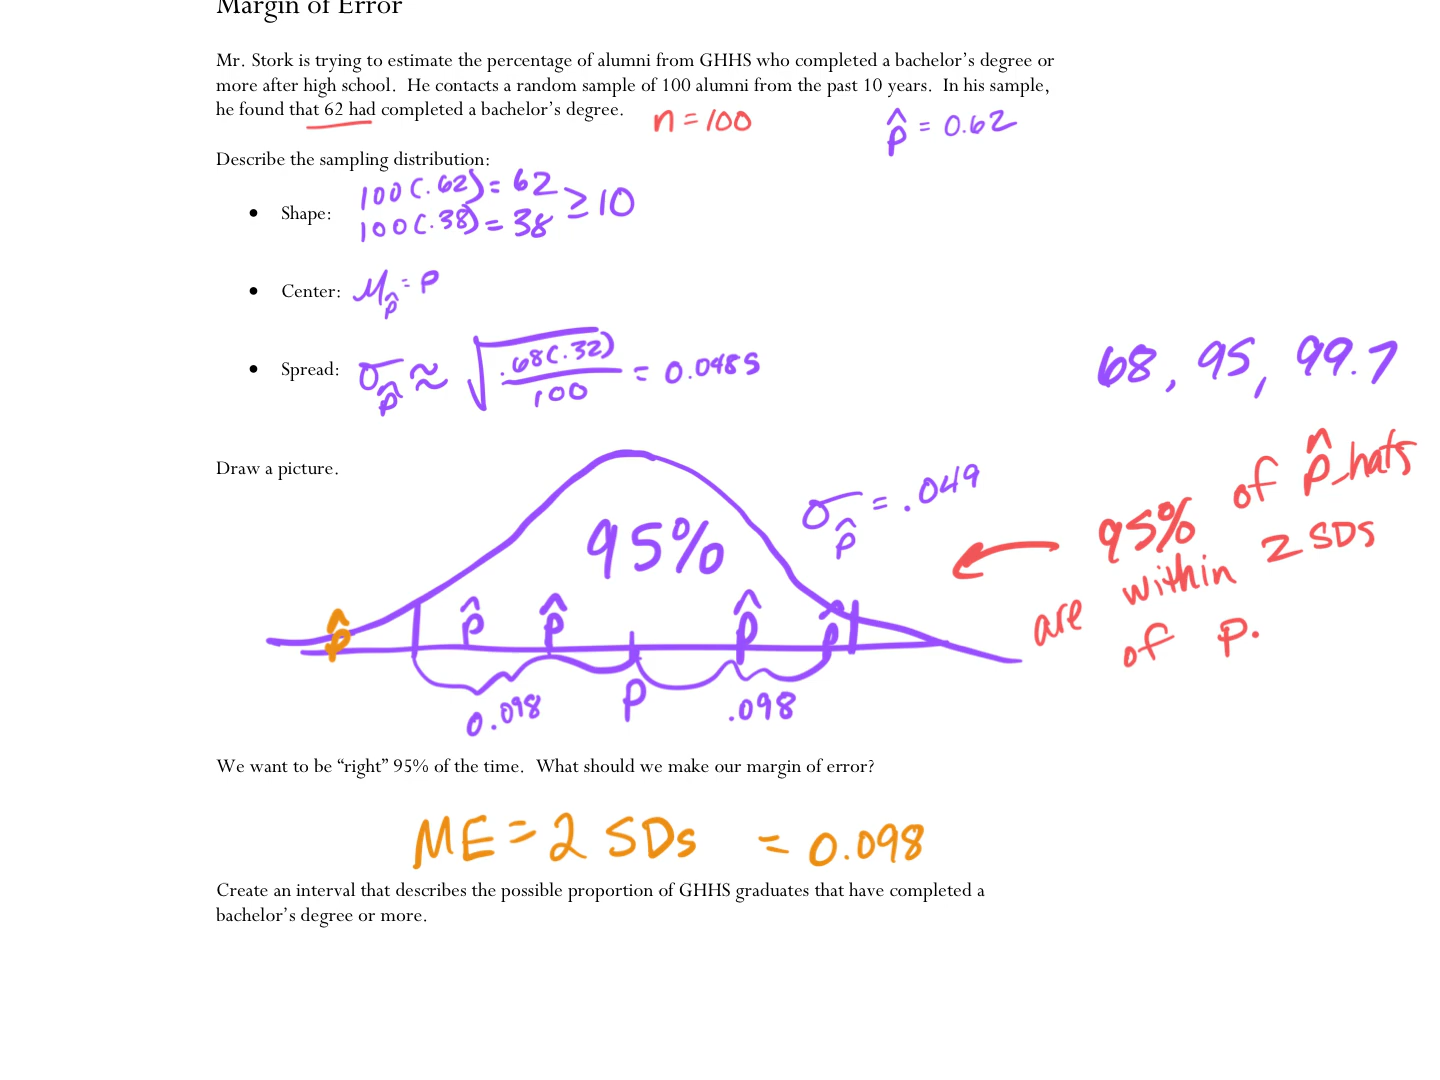 Margin of Error
Mr. Stork is trying to estimate the percentage of alumni from GHHS who completed a bachelor’s degree or
more after high school. He contacts a random sample of 100 alumni from the past 10 years. In his sample,
he found that 62 had completed a bachelor’s degree.
n = 100
p̂ = 0.62
Describe the sampling distribution:
• Shape:
100(.62) = 62
100(.38) = 38
≥ 10
• Center: μp̂ = p
• Spread: σp̂ ≈ √(.68(.32)/100) = 0.0485
68, 95, 99.7
Draw a picture.
σp̂ = .049
95%
95% of p̂-hats
are within 2 SDs
of p.
p̂ p̂ p̂ p̂ p̂
0.098 p .098
We want to be “right” 95% of the time. What should we make our margin of error?
ME = 2 SDs = 0.098
Create an interval that describes the possible proportion of GHHS graduates that have completed a
bachelor’s degree or more.